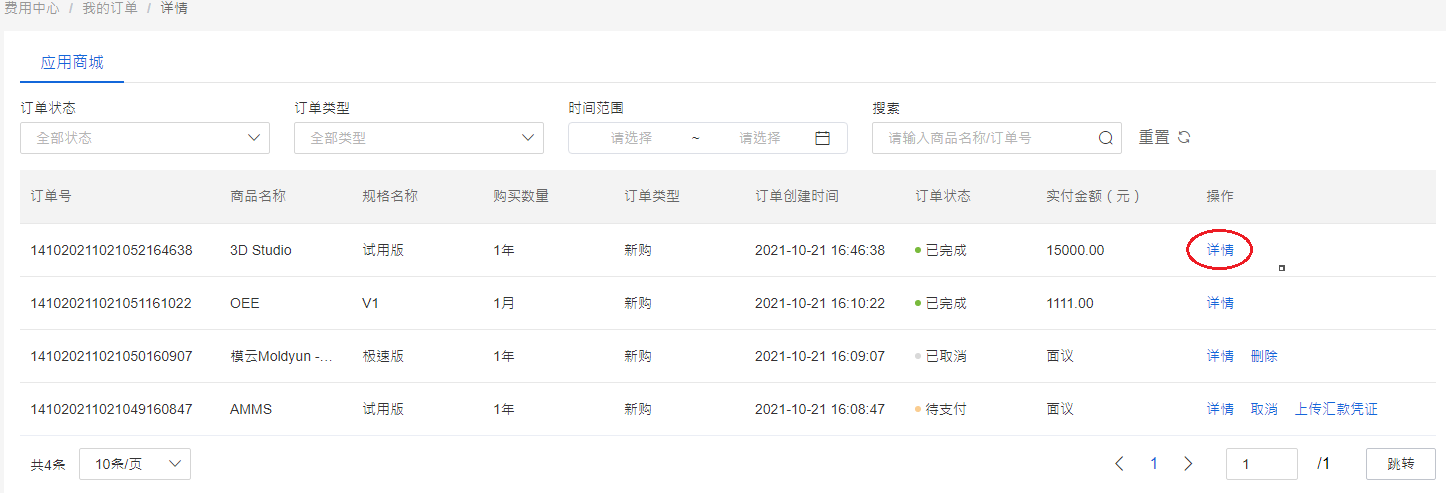 费用中心 / 我的订单 / 详情
应用商城
订单状态 订单类型 时间范围 搜索
全部状态 全部类型 请选择 ~ 请选择 请输入商品名称/订单号 重置
订单号 商品名称 规格名称 购买数量 订单类型 订单创建时间 订单状态 实付金额（元） 操作
141020211021052164638 3D Studio 试用版 1年 新购 2021-10-21 16:46:38 已完成 15000.00 详情
141020211021051161022 OEE V1 1月 新购 2021-10-21 16:10:22 已完成 1111.00 详情
141020211021050160907 模云Moldyun -... 极速版 1年 新购 2021-10-21 16:09:07 已取消 面议 详情 删除
141020211021049160847 AMMS 试用版 1年 新购 2021-10-21 16:08:47 待支付 面议 详情 取消 上传汇款凭证
共4条 10条/页 1 1 /1 跳转